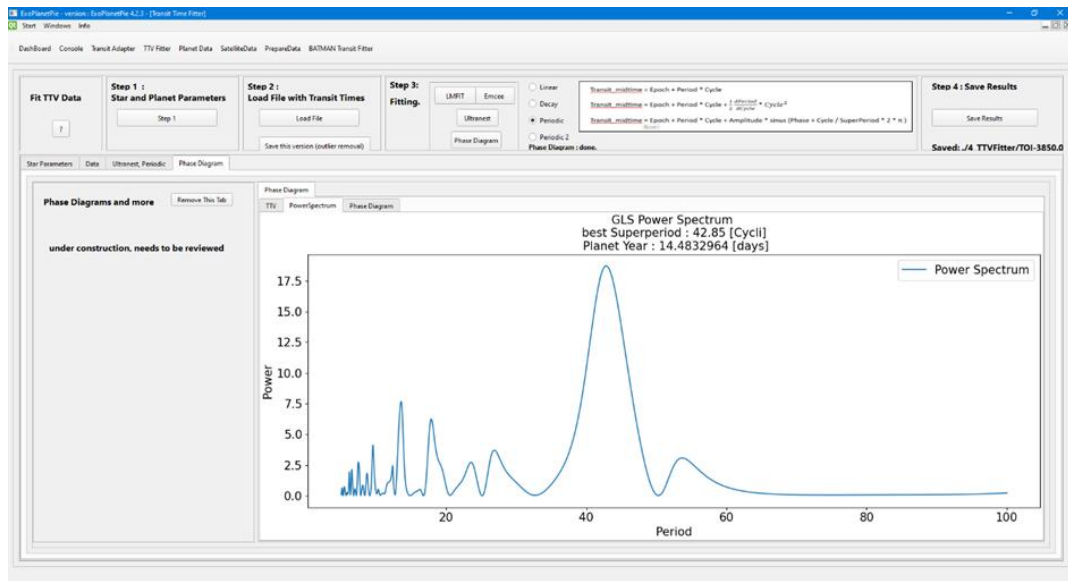 ExoPlanetPie - version : ExoPlanetPie 4.2.3 - [Transit Time Fitter]
Start Windows Info
DashBoard Console Transit Adapter TTV Fitter Planet Data SatelliteData PrepareData BATMAN Transit Fitter
Fit TTV Data
?
Step 1 :
Star and Planet Parameters
Step 1
Step 2 :
Load File with Transit Times
Load File
Save this version (outlier removal)
Step 3:
Fitting.
LMFIT Emcee
Ultranest
Phase Diagram
Linear
Decay
Periodic
Periodic 2
Phase Diagram : done.
Transit_midtime = Epoch + Period * Cycle
Transit_midtime = Epoch + Period * Cycle + 1/2 dPeriod/dCycle * Cycle²
Transit_midtime = Epoch + Period * Cycle + Amplitude * sinus (Phase + Cycle / SuperPeriod * 2 * π )
Step 4 : Save Results
Save Results
Saved: ./4_TTVFitter/TOI-3850.0
Star Parameters Data Ultranest, Periodic Phase Diagram
Phase Diagrams and more
Remove This Tab
under construction, needs to be reviewed
Phase Diagram
TTV PowerSpectrum Phase Diagram
GLS Power Spectrum
best Superperiod : 42.85 [Cycli]
Planet Year : 14.4832964 [days]
Power Spectrum
17.5
15.0
12.5
10.0
7.5
5.0
2.5
0.0
Power
20 40 60 80 100
Period